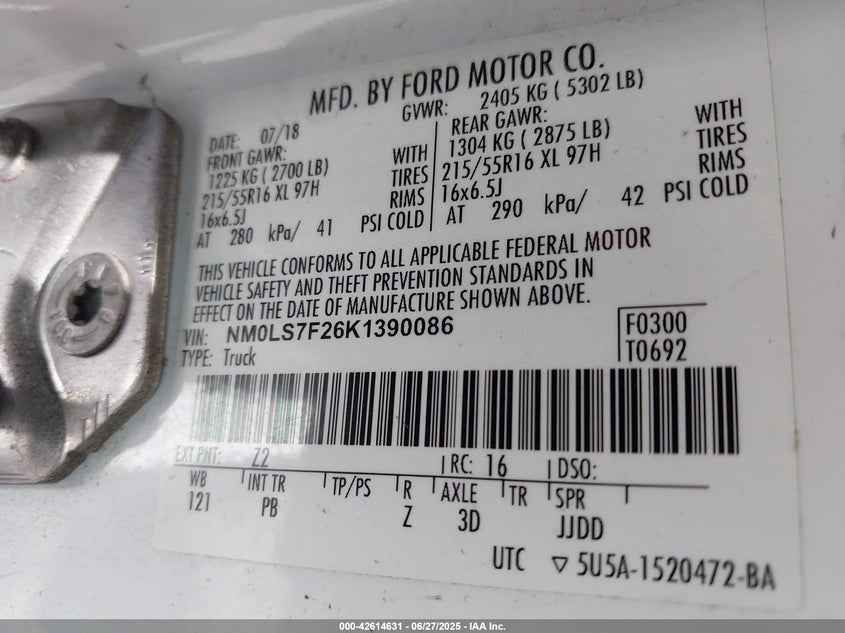 MFD. BY FORD MOTOR CO.
DATE: 07/18
GVWR: 2405 KG ( 5302 LB)
FRONT GAWR:
1225 KG ( 2700 LB) WITH
215/55R16 XL 97H TIRES
16x6.5J RIMS
AT 280 kPa/ 41 PSI COLD
REAR GAWR:
1304 KG ( 2875 LB) WITH
215/55R16 XL 97H TIRES
16x6.5J RIMS
AT 290 kPa/ 42 PSI COLD
THIS VEHICLE CONFORMS TO ALL APPLICABLE FEDERAL MOTOR
VEHICLE SAFETY AND THEFT PREVENTION STANDARDS IN
EFFECT ON THE DATE OF MANUFACTURE SHOWN ABOVE.
VIN: NM0LS7F26K1390086
TYPE: Truck
F0300
T0692
EXT PNT: Z2 RC: 16 DSO:
WB INT TR TP/PS R AXLE TR SPR
121 PB Z 3D JJDD
UTC ▽ 5U5A-1520472-BA
000-42614631 06/27/2025 IAA Inc.